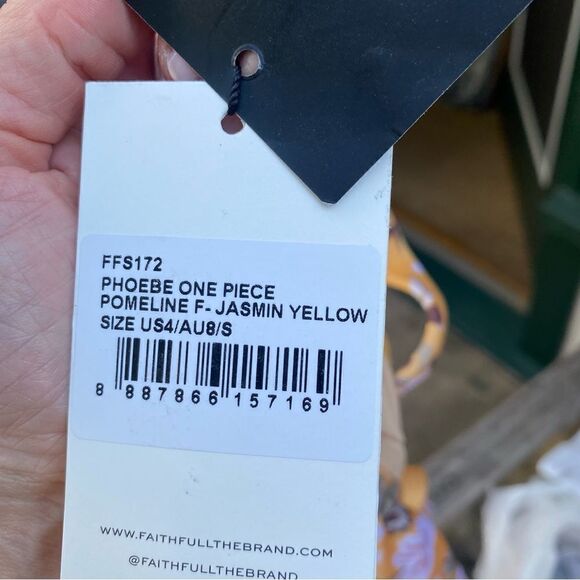 FFS172
PHOEBE ONE PIECE
POMELINE F- JASMIN YELLOW
SIZE US4/AU8/S
8 887866 157169
WWW.FAITHFULLTHEBRAND.COM
@FAITHFULLTHEBRAND